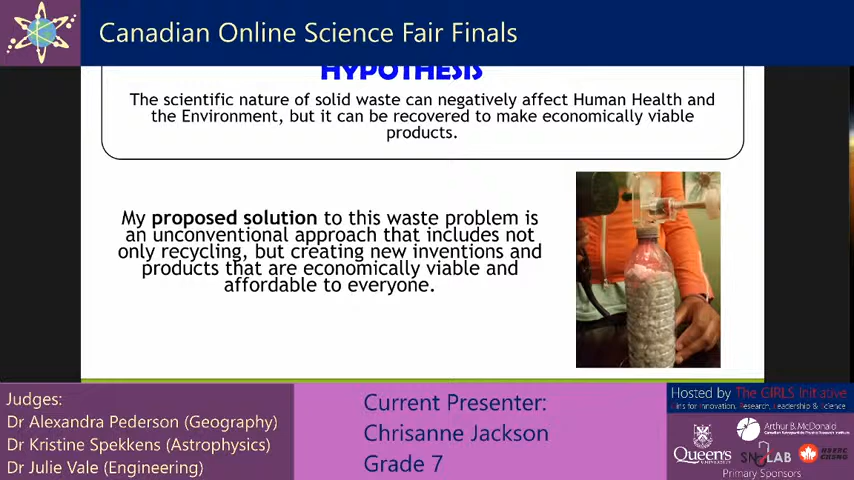 Canadian Online Science Fair Finals
HYPOTHESIS
The scientific nature of solid waste can negatively affect Human Health and
the Environment, but it can be recovered to make economically viable
products.
My proposed solution to this waste problem is
an unconventional approach that includes not
only recycling, but creating new inventions and
products that are economically viable and
affordable to everyone.
Judges:
Dr Alexandra Pederson (Geography)
Dr Kristine Spekkens (Astrophysics)
Dr Julie Vale (Engineering)
Current Presenter:
Chrisanne Jackson
Grade 7
Hosted by The GIRLS Initiative
Aims for Innovation, Research, Leadership & Science
Arthur B. McDonald
Queen's
UNIVERSITY
SNOLAB
Primary Sponsors